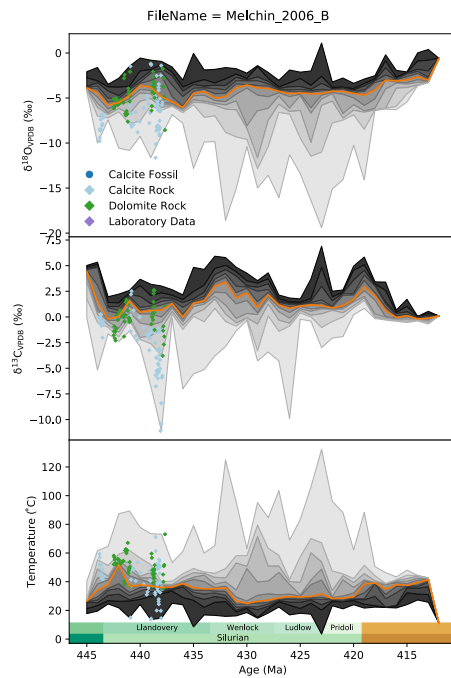 FileName = Melchin_2006_B
0
−5
−10
−15
−20
δ18OVPDB (‰)
Calcite Fossil
Calcite Rock
Dolomite Rock
Laboratory Data
7.5
5.0
2.5
0.0
−2.5
−5.0
−7.5
−10.0
δ13CVPDB (‰)
120
100
80
60
40
20
0
Temperature (˚C)
Llandovery
Wenlock
Ludlow
Pridoli
Silurian
445 440 435 430 425 420 415
Age (Ma)